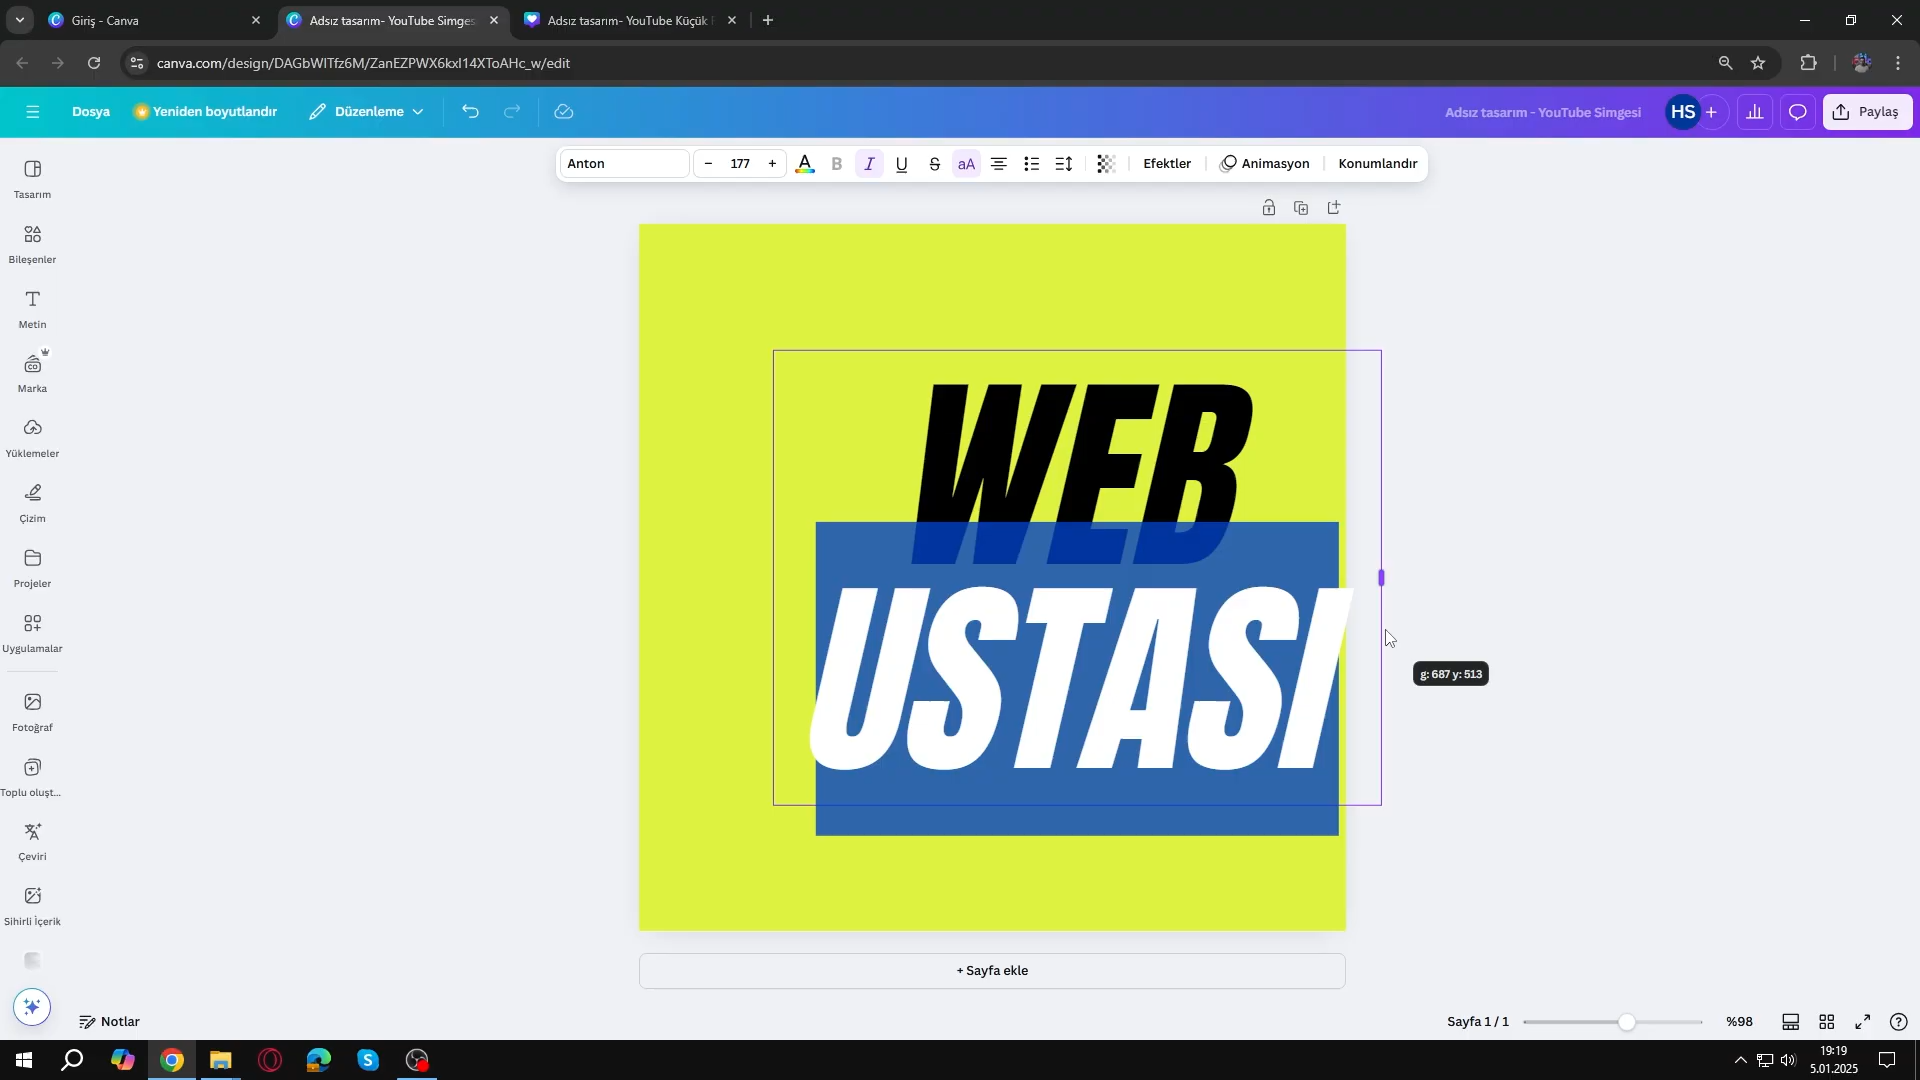 Giriş - Canva
Adsız tasarım- YouTube Simges
Adsız tasarım- YouTube Küçük
canva.com/design/DAGbWITfz6M/ZanEZPWX6kxI14XToAHc_w/edit
Dosya
Yeniden boyutlandır
Düzenleme
Adsız tasarım - YouTube Simgesi
HS
Paylaş
Anton
177
Efektler
Animasyon
Konumlandır
Tasarım
Bileşenler
Metin
Marka
Yüklemeler
Çizim
Projeler
Uygulamalar
Fotoğraf
Toplu oluşt...
Çeviri
Sihirli İçerik
WEB
USTASI
g: 687 y: 513
+ Sayfa ekle
Notlar
Sayfa 1 / 1
%98
19:19
5.01.2025